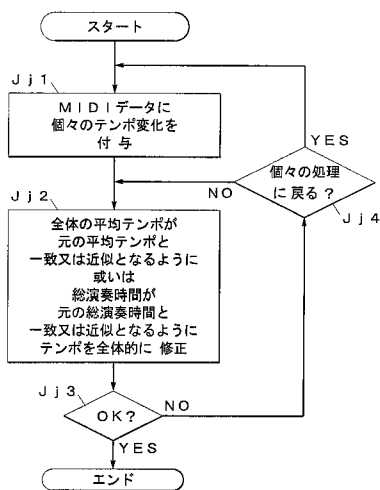 スタート
Ｊｊ１
ＭＩＤＩデータに
個々のテンポ変化を
付 与
ＹＥＳ
個々の処理
に 戻る？
ＮＯ
Ｊｊ４
Ｊｊ２
全体の平均テンポが
元の平均テンポと
一致又は近似となるように
或いは
総演奏時間が
元の総演奏時間と
一致又は近似となるように
テンポを全体的に 修正
Ｊｊ３
ＯＫ？
ＮＯ
ＹＥＳ
エンド